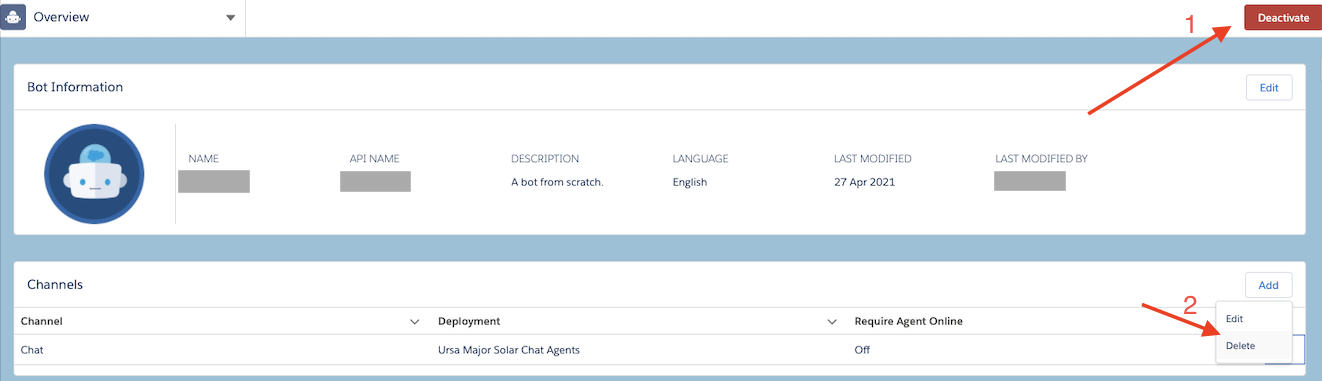 Overview
1
Deactivate
Bot Information
Edit
NAME
API NAME
DESCRIPTION
LANGUAGE
LAST MODIFIED
LAST MODIFIED BY
A bot from scratch.
English
27 Apr 2021
Channels
Add
2
Channel
Deployment
Require Agent Online
Edit
Chat
Ursa Major Solar Chat Agents
Off
Delete